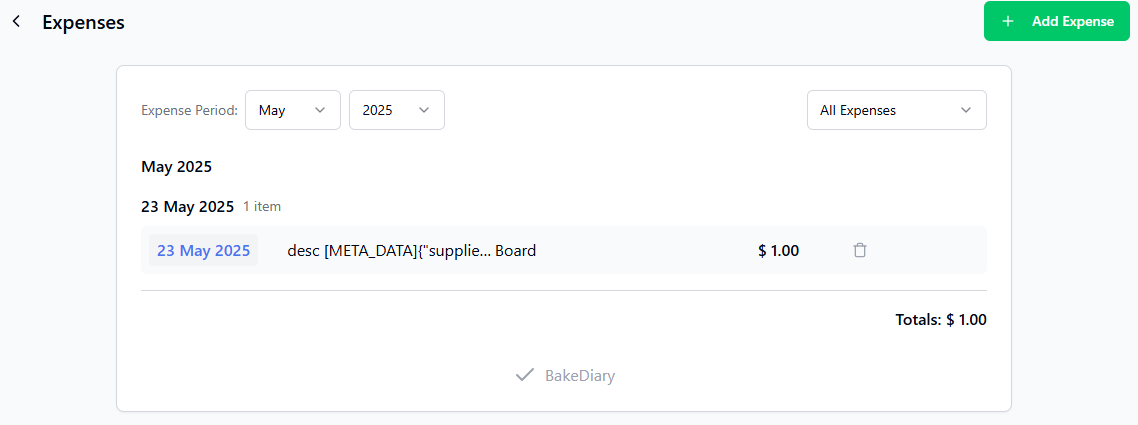 Expenses
Add Expense
Expense Period: May 2025 All Expenses
May 2025
23 May 2025 1 item
23 May 2025 desc [META_DATA]{"supplie... Board $ 1.00
Totals: $ 1.00
BakeDiary